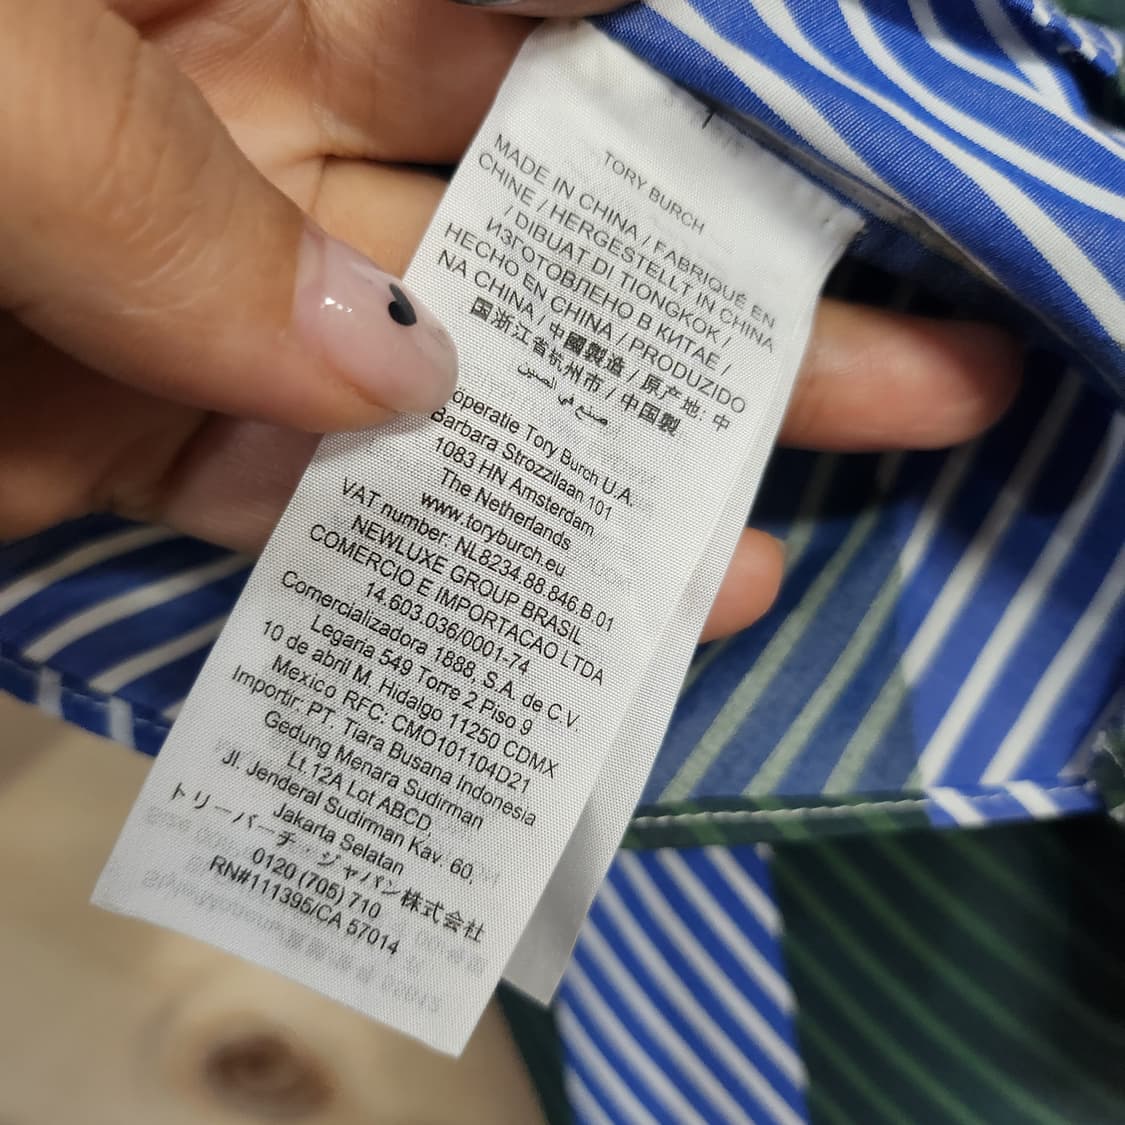 TORY BURCH
MADE IN CHINA / FABRIQUÉ EN
CHINE / HERGESTELLT IN CHINA
/ DIBUAT DI TIONGKOK /
ИЗГОТОВЛЕНО В КИТАЕ /
HECHO EN CHINA / PRODUZIDO
NA CHINA / 中國製造 / 原产地: 中
国浙江省杭州市 / 中国製
صنع في الصين
öperatie Tory Burch U.A.
Barbara Strozzilaan 101
1083 HN Amsterdam
The Netherlands
www.toryburch.eu
VAT number: NL8234.88.846.B.01
NEWLUXE GROUP BRASIL
COMERCIO E IMPORTACAO LTDA
14.603.036/0001-74
Comercializadora 1888, S.A. de C.V.
Legaria 549 Torre 2 Piso 9
10 de abril M. Hidalgo 11250 CDMX
Mexico RFC: CMO101104D21
Importir: PT. Tiara Busana Indonesia
Gedung Menara Sudirman
Lt.12A Lot ABCD,
Jl. Jenderal Sudirman Kav. 60,
Jakarta Selatan
トリーバーチ・ジャパン株式会社
0120 (705) 710
RN#111395/CA 57014